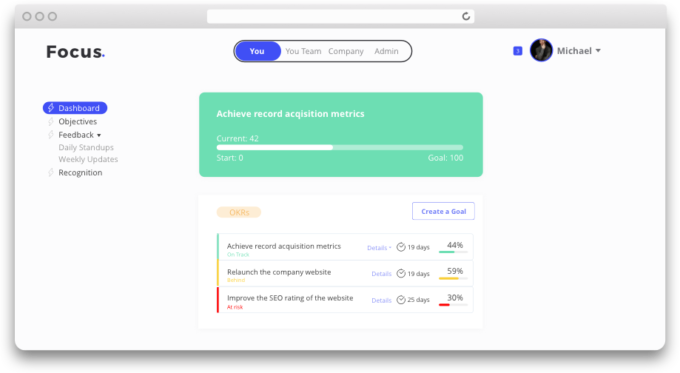 Focus.
You
You Team
Company
Admin
Michael
Dashboard
Objectives
Feedback
Daily Standups
Weekly Updates
Recognition
Achieve record acqisition metrics
Current: 42
Start: 0
Goal: 100
OKRs
Create a Goal
Achieve record acquisition metrics
On Track
Details
19 days
44%
Relaunch the company website
Behind
Details
19 days
59%
Improve the SEO rating of the website
At risk
Details
25 days
30%